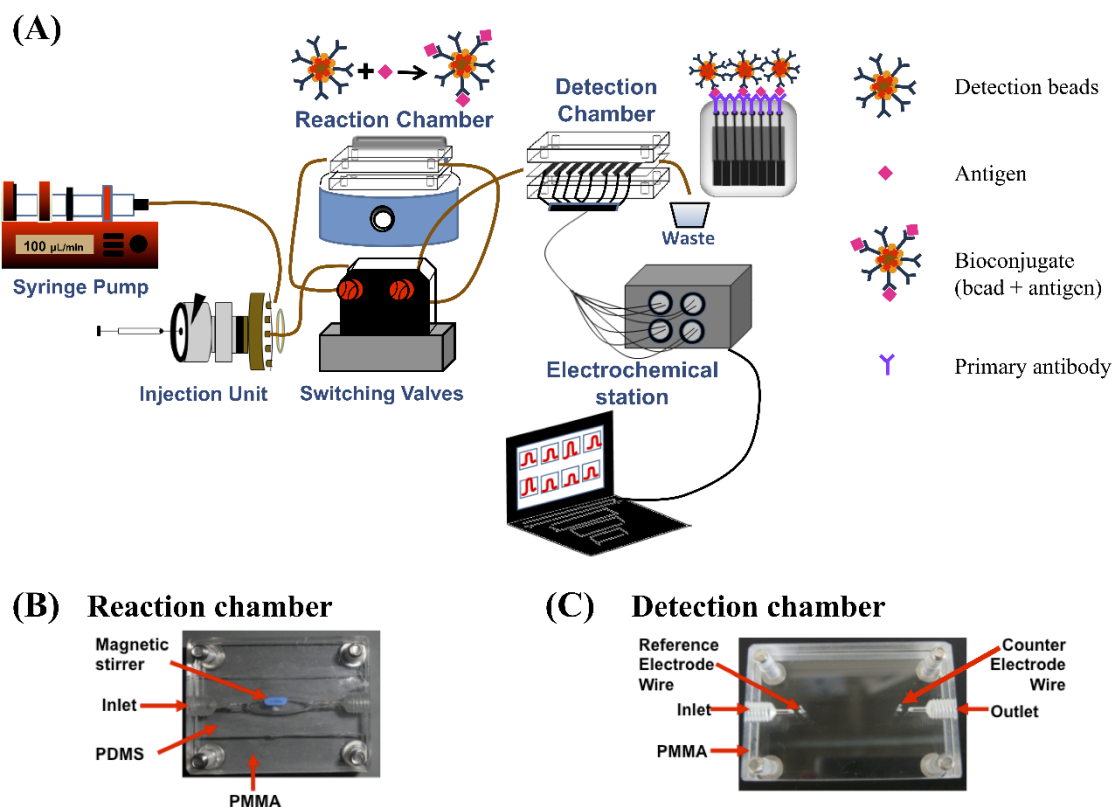 (A)
Reaction Chamber
Detection
Chamber
100 µL/min
Syringe Pump
Injection Unit
Switching Valves
Waste
Electrochemical
station
Detection beads
Antigen
Bioconjugate
(bead + antigen)
Primary antibody
(B) Reaction chamber
Magnetic
stirrer
Inlet
PDMS
PMMA
(C) Detection chamber
Reference
Electrode
Wire
Inlet
PMMA
Counter
Electrode
Wire
Outlet